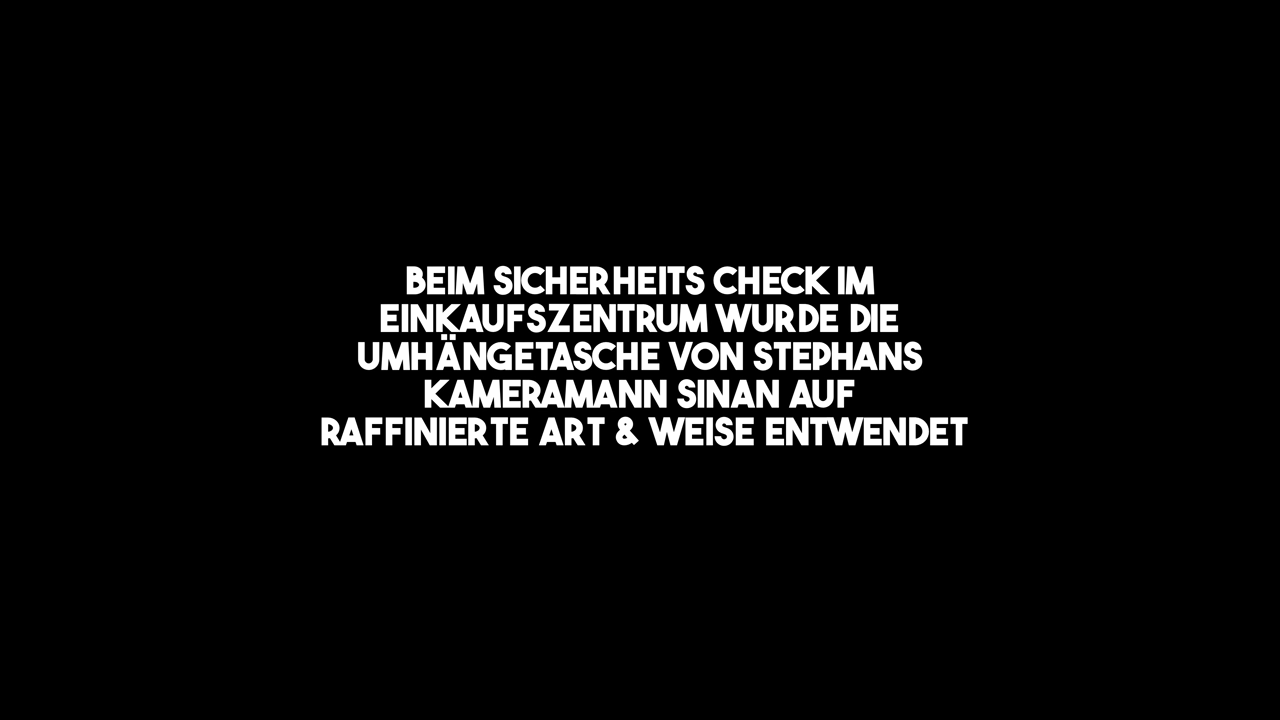 BEIM SICHERHEITS CHECK IM
EINKAUFSZENTRUM WURDE DIE
UMHÄNGETASCHE VON STEPHANS
KAMERAMANN SINAN AUF
RAFFINIERTE ART & WEISE ENTWENDET